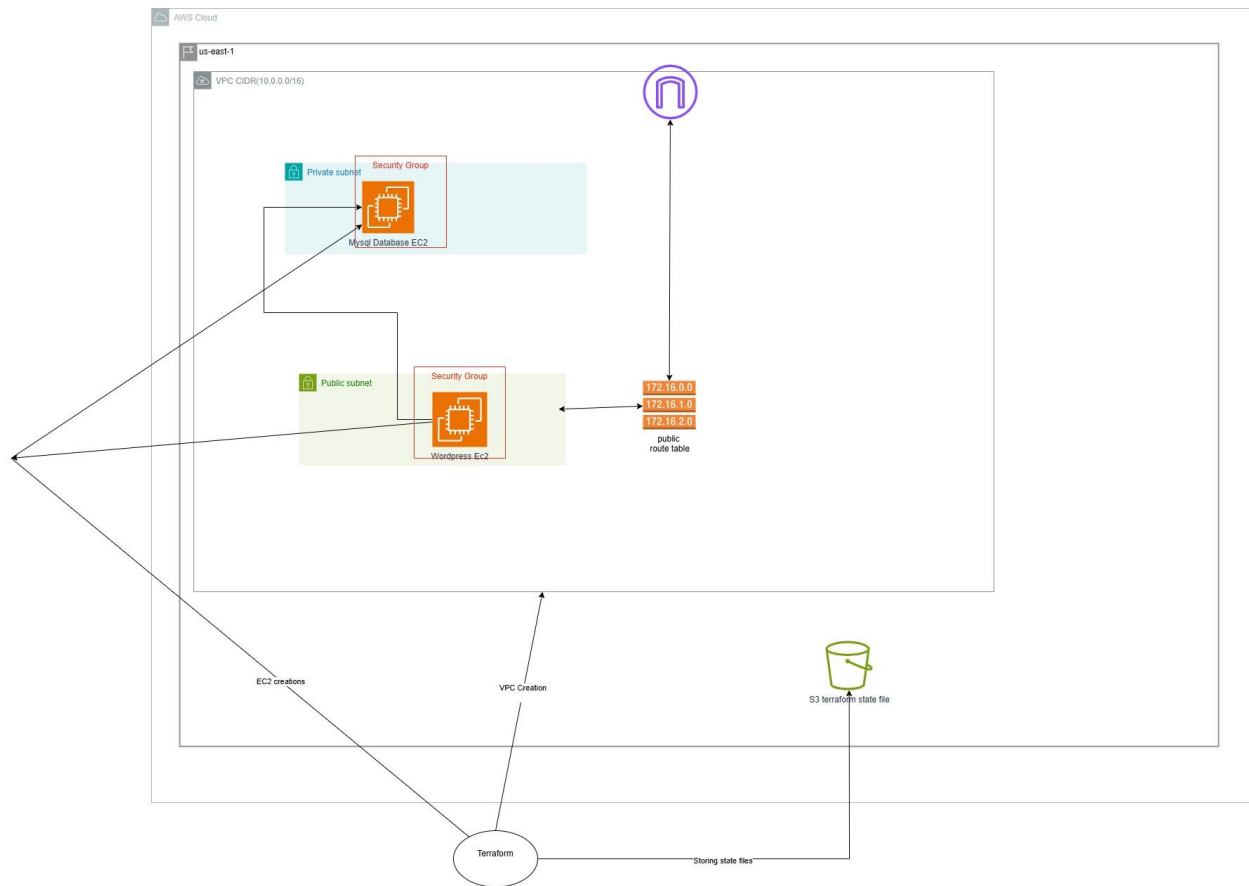 AWS Cloud
us-east-1
VPC CIDR(10.0.0.0/16)
Security Group
Private subnet
Mysql Database EC2
Security Group
Public subnet
Wordpress Ec2
172.16.0.0
172.16.1.0
172.16.2.0
public
route table
EC2 creations
VPC Creation
S3 terraform state file
Terraform
Storing state files